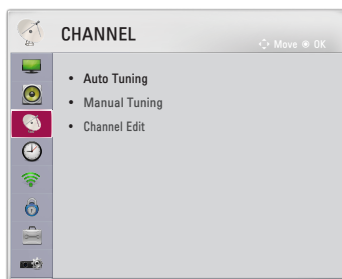 CHANNEL
Move OK
• Auto Tuning
• Manual Tuning
• Channel Edit